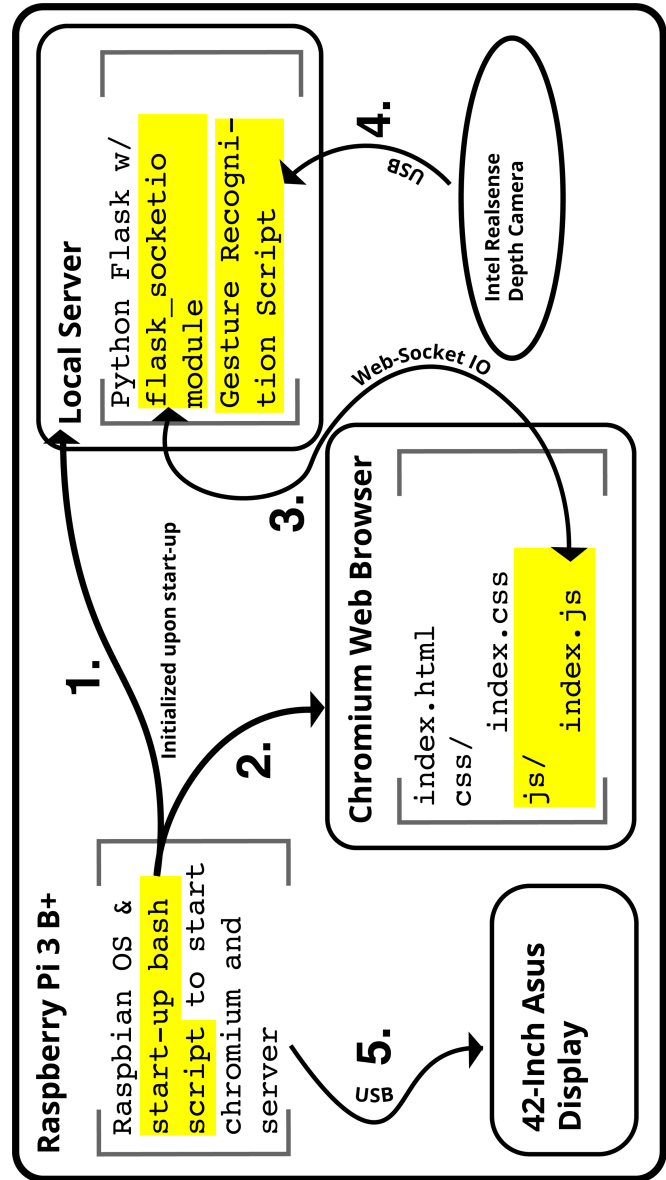 Raspberry Pi 3 B+
Raspbian OS &
start-up bash
script to start
chromium and
server
1.
Initialized upon start-up
2.
Local Server
Python Flask w/
flask_socketio
module
Gesture Recogni-
tion Script
3.
Web-Socket IO
Chromium Web Browser
index.html
css/
index.css
js/
index.js
4.
USB
Intel Realsense
Depth Camera
5.
USB
42-Inch Asus
Display